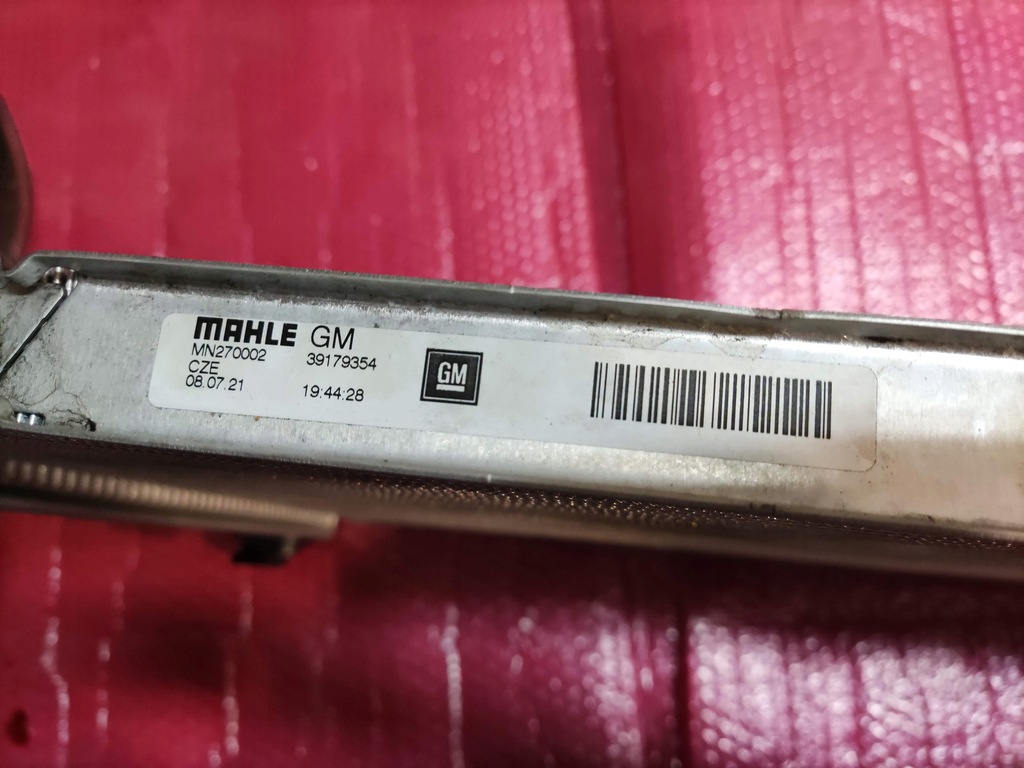 MAHLE GM
MN270002 39179354
CZE
08.07.21 19:44:28
GM